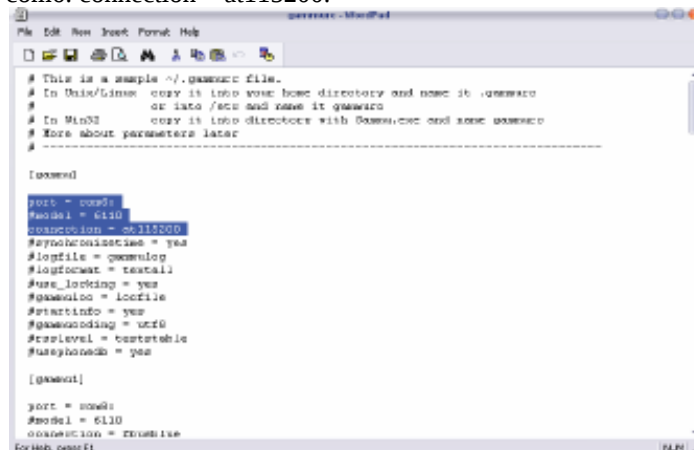 connection = at115200.
gammurc - WordPad
File Edit View Insert Format Help
# This is a sample ~/.gammurc file.
# In Unix/Linux copy it into your home directory and name it .gammurc
# or into /etc and name it gammurc
# In Win32 copy it into directory with Gammu.exe and name gammurc
# More about parameters later
# -----------------------------------------------------------------------------
[gammu]
port = com8:
#model = 6110
connection = at115200
#synchronizetime = yes
#logfile = gammulog
#logformat = textall
#use_locking = yes
#gammuloc = locfile
#startinfo = yes
#gammucoding = utf8
#rsslevel = teststable
#usephonedb = yes
[gammu1]
port = com8:
#model = 6110
connection = fbusblue
For Help, press F1
NUM